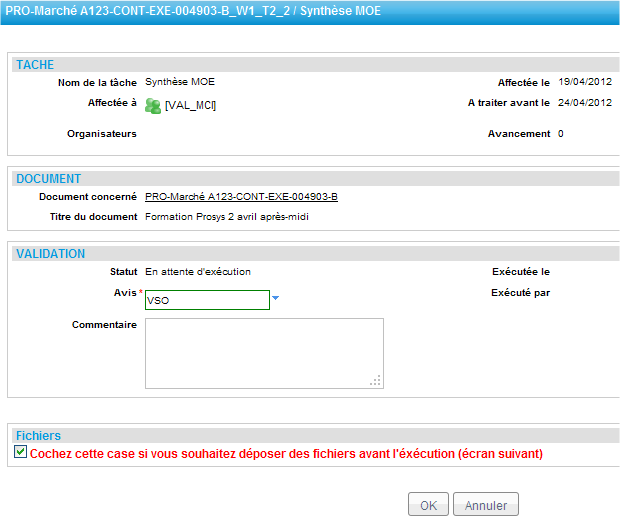 PRO-Marché A123-CONT-EXE-004903-B_W1_T2_2 / Synthèse MOE
TACHE
Nom de la tâche Synthèse MOE Affectée le 19/04/2012
Affectée à [VAL_MCI] A traiter avant le 24/04/2012
Organisateurs Avancement 0
DOCUMENT
Document concerné PRO-Marché A123-CONT-EXE-004903-B
Titre du document Formation Prosys 2 avril après-midi
VALIDATION
Statut En attente d'exécution Exécutée le
Avis * VSO Exécuté par
Commentaire
Fichiers
Cochez cette case si vous souhaitez déposer des fichiers avant l'éxécution (écran suivant)
OK Annuler